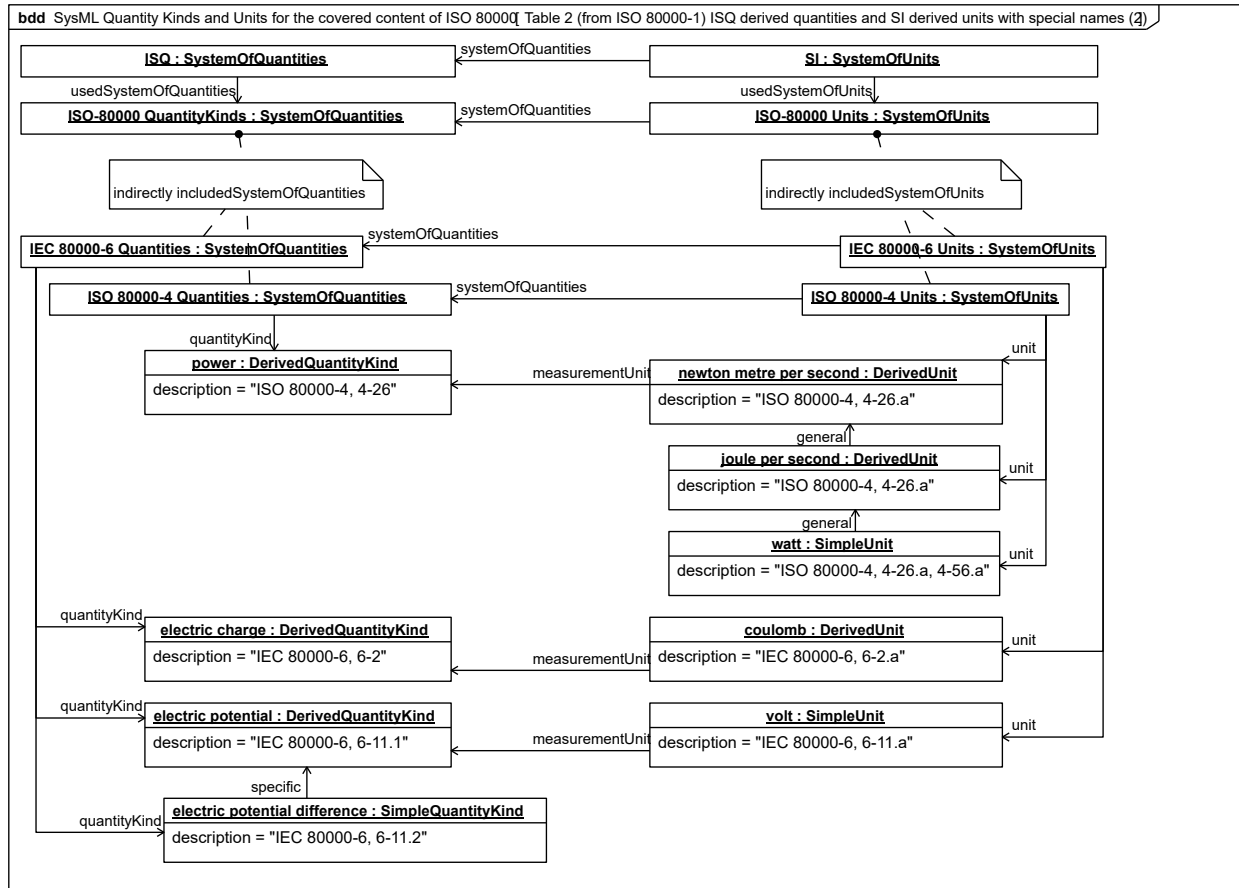 bdd SysML Quantity Kinds and Units for the covered content of ISO 80000[ Table 2 (from ISO 80000-1) ISQ derived quantities and SI derived units with special names (2)]
ISQ : SystemOfQuantities
systemOfQuantities
SI : SystemOfUnits
usedSystemOfQuantities
usedSystemOfUnits
ISO-80000 QuantityKinds : SystemOfQuantities
systemOfQuantities
ISO-80000 Units : SystemOfUnits
indirectly includedSystemOfQuantities
indirectly includedSystemOfUnits
IEC 80000-6 Quantities : SystemOfQuantities
systemOfQuantities
IEC 80000-6 Units : SystemOfUnits
ISO 80000-4 Quantities : SystemOfQuantities
systemOfQuantities
ISO 80000-4 Units : SystemOfUnits
quantityKind
unit
power : DerivedQuantityKind
description = "ISO 80000-4, 4-26"
measurementUnit
newton metre per second : DerivedUnit
description = "ISO 80000-4, 4-26.a"
general
joule per second : DerivedUnit
description = "ISO 80000-4, 4-26.a"
unit
general
watt : SimpleUnit
description = "ISO 80000-4, 4-26.a, 4-56.a"
unit
quantityKind
electric charge : DerivedQuantityKind
description = "IEC 80000-6, 6-2"
measurementUnit
coulomb : DerivedUnit
description = "IEC 80000-6, 6-2.a"
unit
quantityKind
electric potential : DerivedQuantityKind
description = "IEC 80000-6, 6-11.1"
measurementUnit
volt : SimpleUnit
description = "IEC 80000-6, 6-11.a"
unit
specific
quantityKind
electric potential difference : SimpleQuantityKind
description = "IEC 80000-6, 6-11.2"